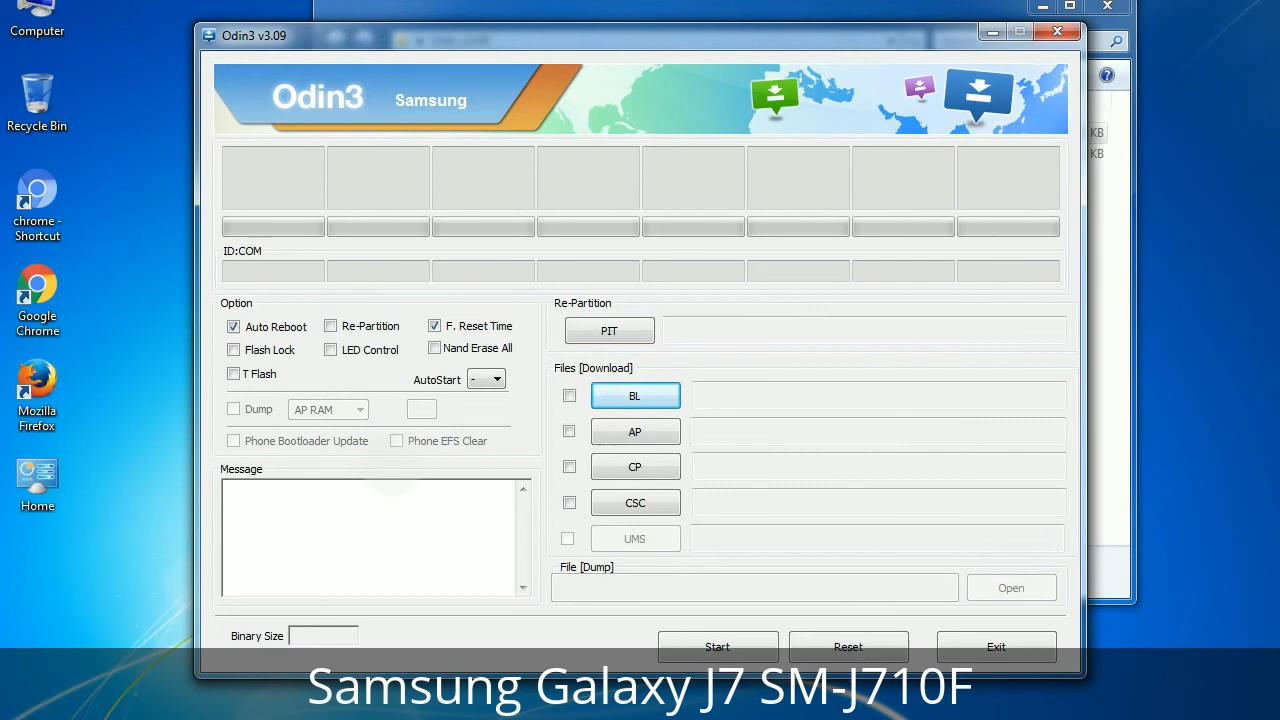 Computer
Recycle Bin
chrome -
Shortcut
Google
Chrome
Mozilla
Firefox
Home
Odin3 v3.09
Odin3 Samsung
KB
KB
ID:COM
Option
Auto Reboot Re-Partition F. Reset Time
Flash Lock LED Control Nand Erase All
T Flash AutoStart -
Dump AP RAM
Phone Bootloader Update Phone EFS Clear
Message
Re-Partition
PIT
Files [Download]
BL
AP
CP
CSC
UMS
File [Dump]
Open
Binary Size
Start Reset Exit
Samsung Galaxy J7 SM-J710F